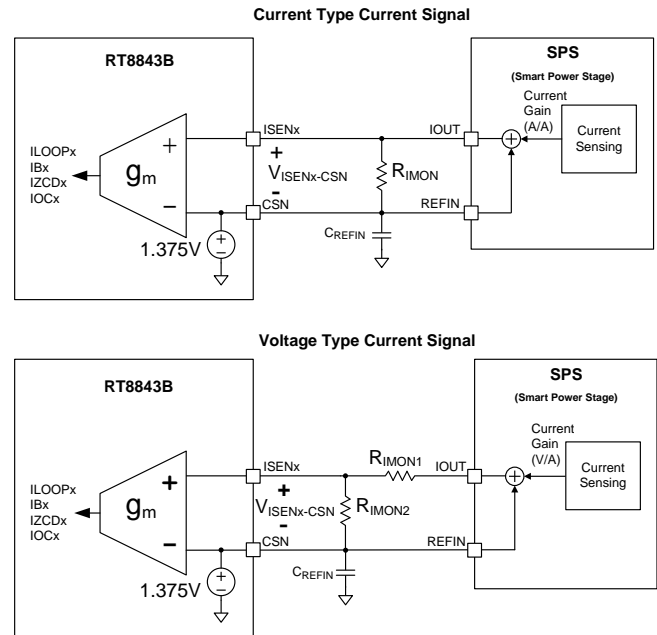 Current Type Current Signal
RT8843B
SPS
(Smart Power Stage)
Current
Gain
(A/A)
Current
Sensing
ISENx
IOUT
+
gm
−
ILOOPx
IBx
IZCDx
IOCx
+
VISENx-CSN
-
RIMON
CSN
REFIN
1.375V
+
−
CREFIN
Voltage Type Current Signal
RT8843B
SPS
(Smart Power Stage)
Current
Gain
(V/A)
Current
Sensing
ISENx
RIMON1
IOUT
+
gm
−
ILOOPx
IBx
IZCDx
IOCx
+
VISENx-CSN
-
RIMON2
CSN
REFIN
1.375V
+
−
CREFIN